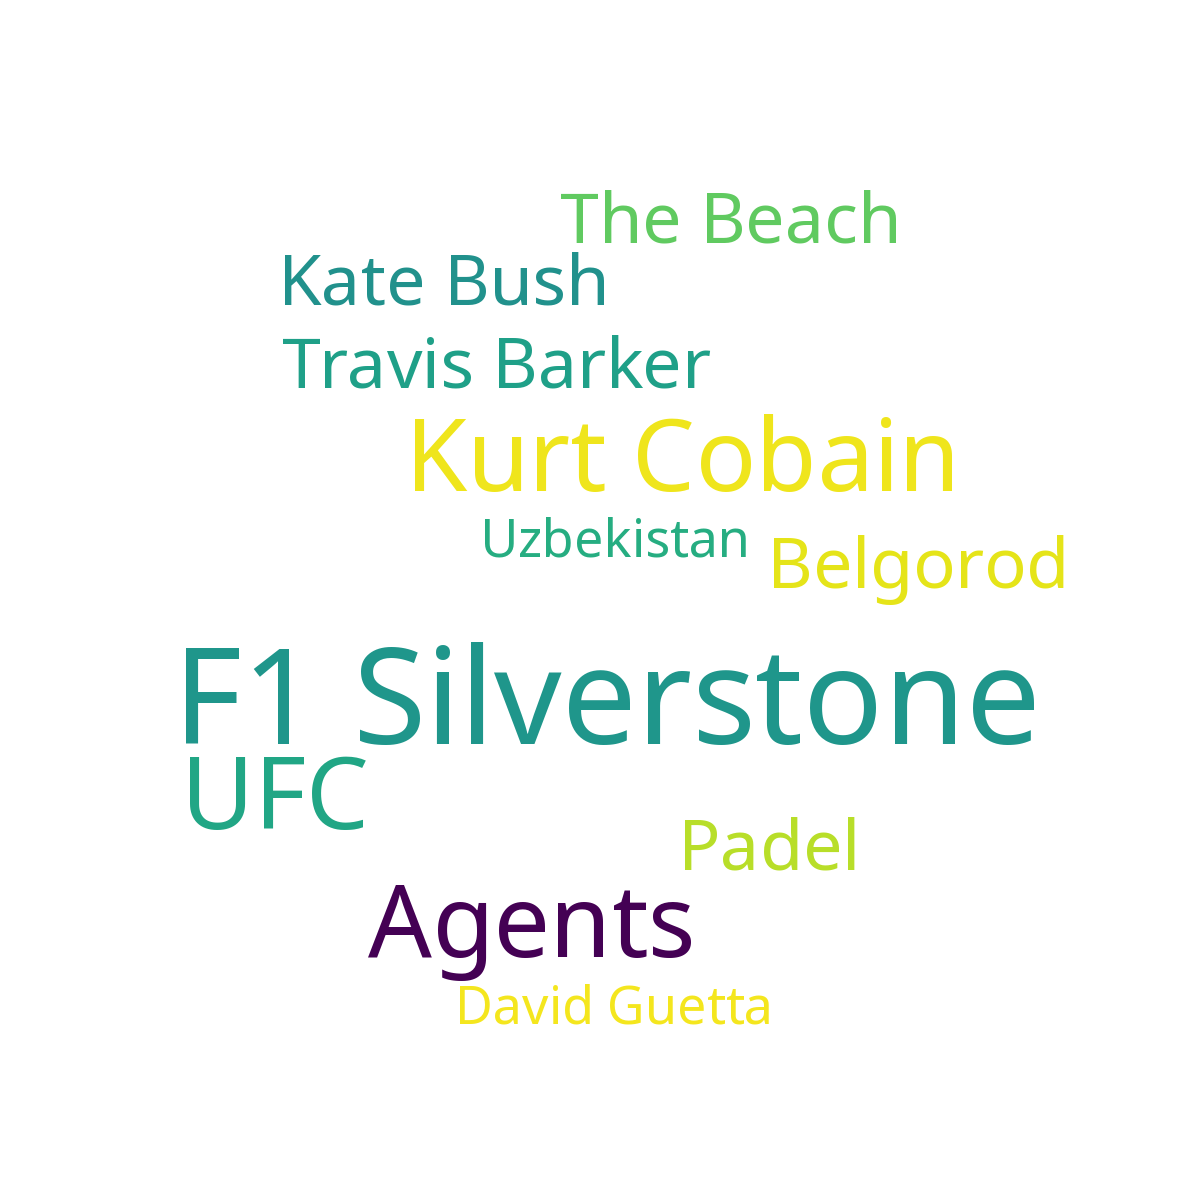 The Beach
Kate Bush
Travis Barker
Kurt Cobain
Uzbekistan
Belgorod
F1 Silverstone
UFC
Padel
Agents
David Guetta